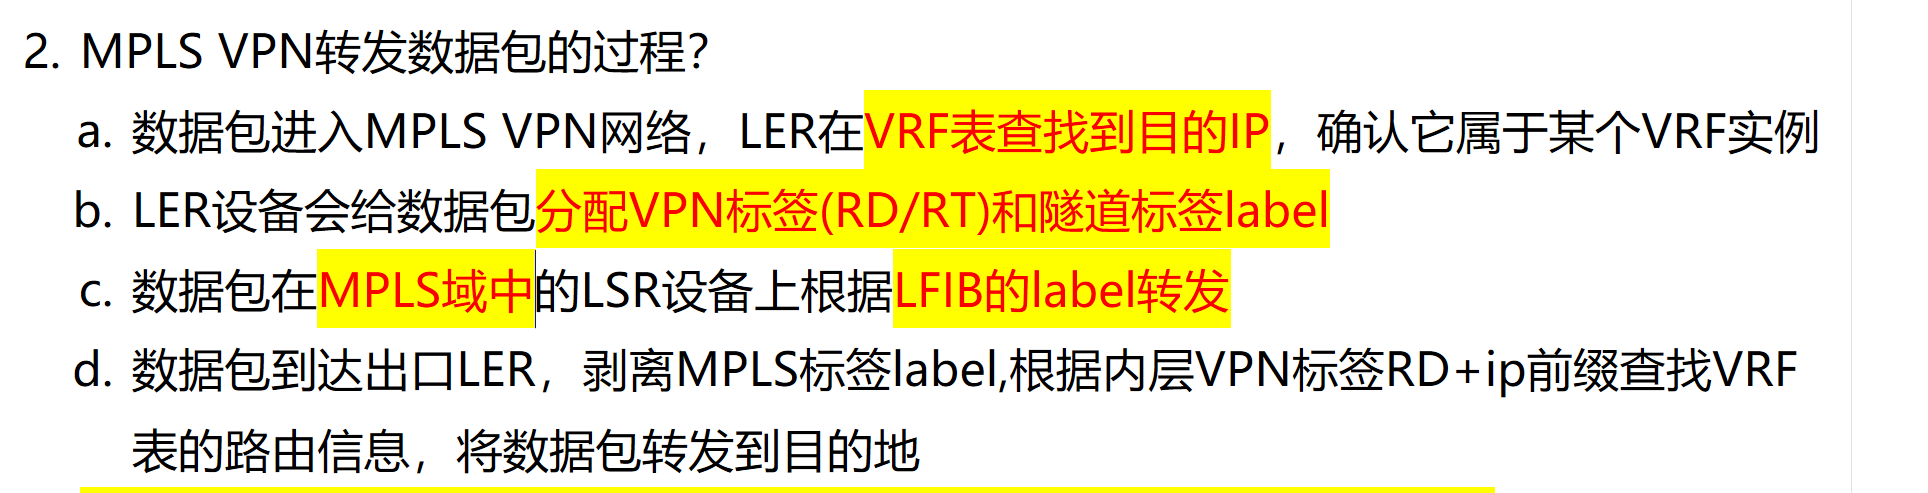 2. MPLS VPN转发数据包的过程?
a. 数据包进入MPLS VPN网络，LER在VRF表查找到目的IP，确认它属于某个VRF实例
b. LER设备会给数据包分配VPN标签(RD/RT)和隧道标签label
c. 数据包在MPLS域中的LSR设备上根据LFIB的label转发
d. 数据包到达出口LER，剥离MPLS标签label,根据内层VPN标签RD+ip前缀查找VRF
表的路由信息，将数据包转发到目的地